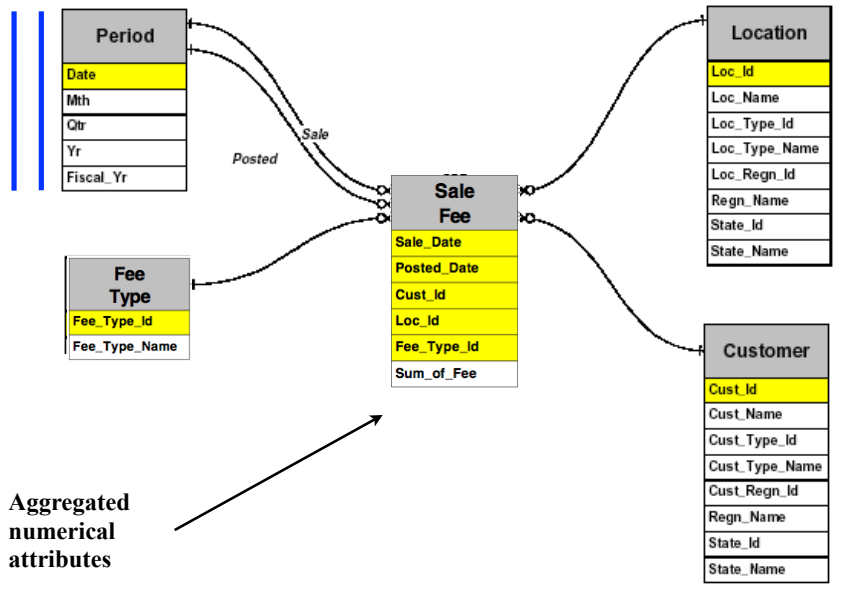 Period
Date
Mth
Qtr
Yr
Fiscal_Yr
Sale
Posted
Location
Loc_Id
Loc_Name
Loc_Type_Id
Loc_Type_Name
Loc_Regn_Id
Regn_Name
State_Id
State_Name
Sale
Fee
Sale_Date
Posted_Date
Cust_Id
Loc_Id
Fee_Type_Id
Sum_of_Fee
Fee
Type
Fee_Type_Id
Fee_Type_Name
Customer
Cust_Id
Cust_Name
Cust_Type_Id
Cust_Type_Name
Cust_Regn_Id
Regn_Name
State_Id
State_Name
Aggregated
numerical
attributes